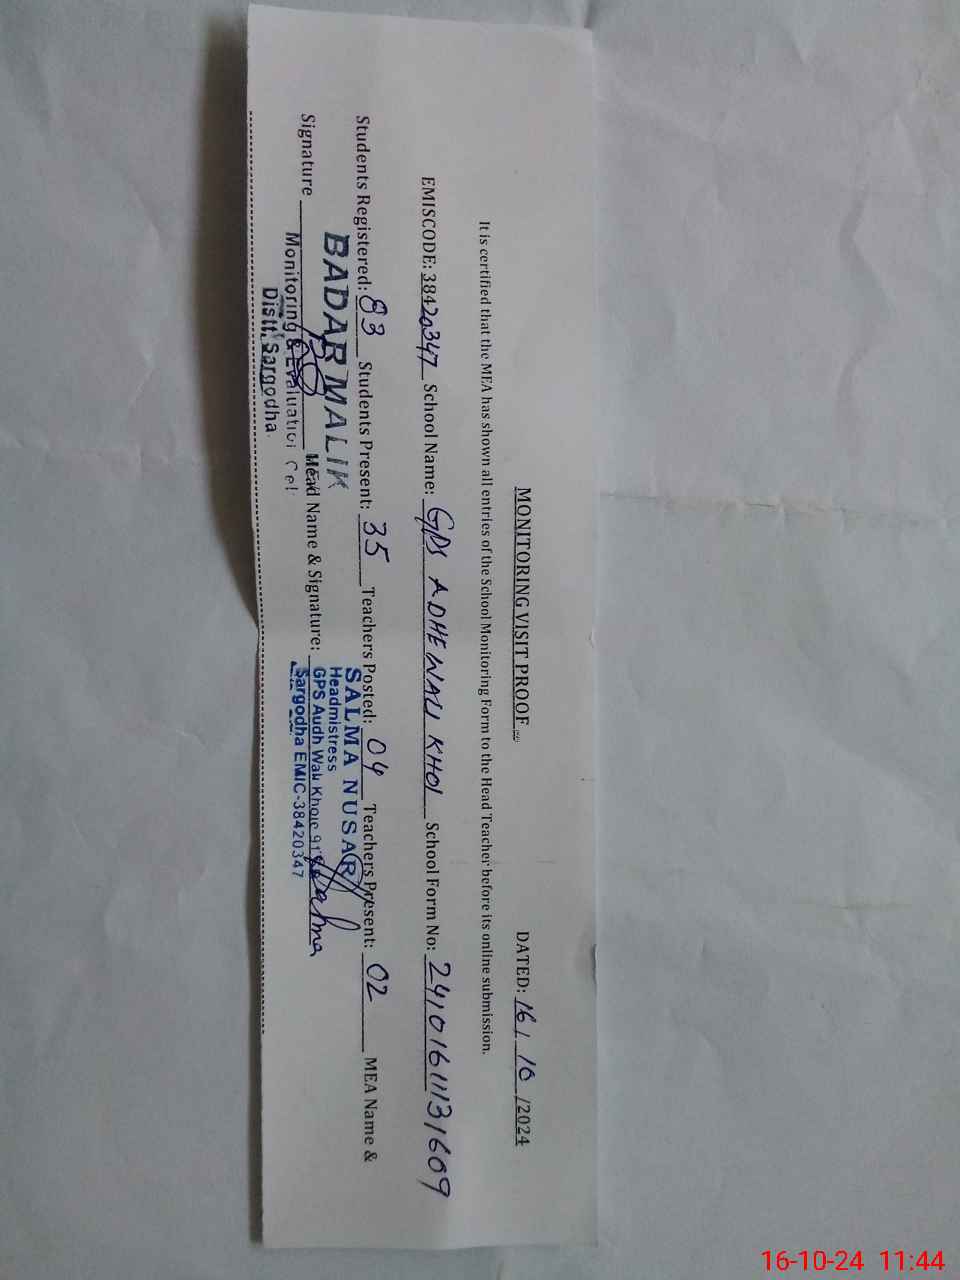 MONITORING VISIT PROOF
DATED: 16/ 10 /2024
It is certified that the MEA has shown all entries of the School Monitoring Form to the Head Teacher before its online submission.
EMISCODE: 38420347 School Name: GPS ADHEWALI KHOI School Form No:
Students Registered: 83 Students Present: 35 Teachers Posted: 04 Teachers Present: 02 MEA Name &
Signature Head Name & Signature:
BADAR MALIK
Monitoring & Evaluation Cel
Distt. Sargodha.
SALMA NUSAR
Headmistress
GPS Audh Wali
Sargodha EMIC-38420347
Salma
16-10-24 11:44